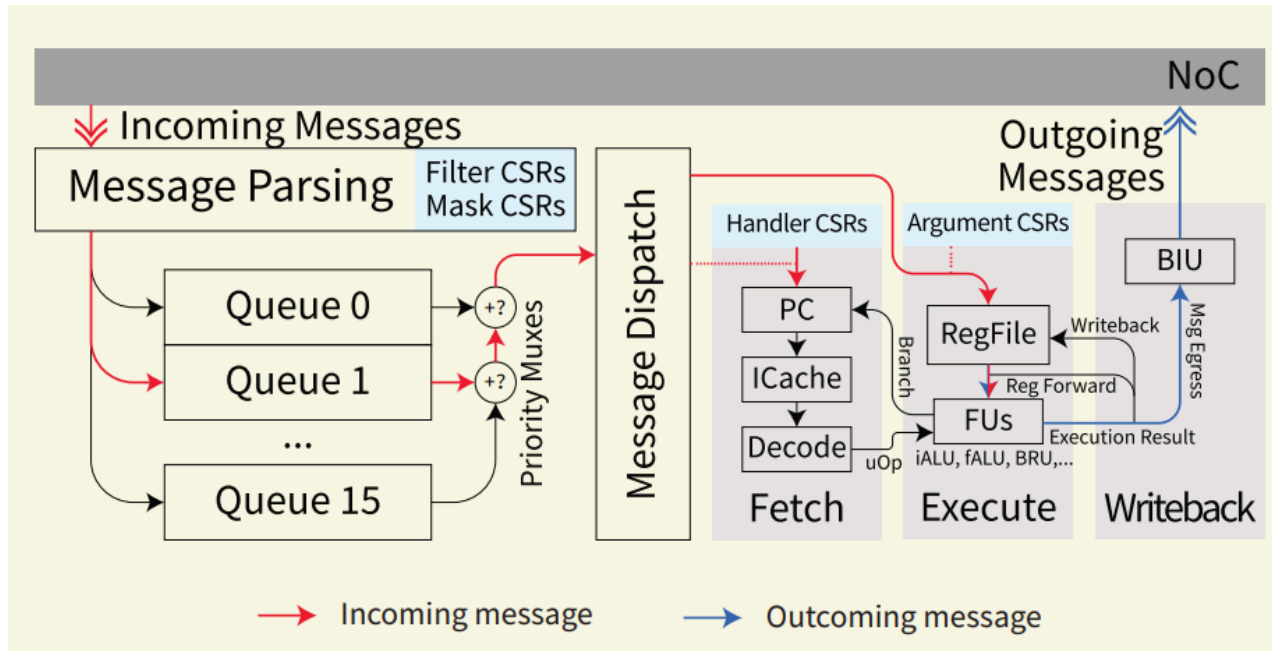 NoC
Incoming Messages
Message Parsing
Filter CSRs
Mask CSRs
Queue 0
Queue 1
...
Queue 15
+?
+?
Priority Muxes
Message Dispatch
Handler CSRs
PC
ICache
Decode
Fetch
Branch
uOp
Argument CSRs
RegFile
Reg Forward
FUs
iALU, fALU, BRU,...
Execute
Writeback
Execution Result
Outgoing
Messages
BIU
Msg Egress
Writeback
Incoming message
Outcoming message